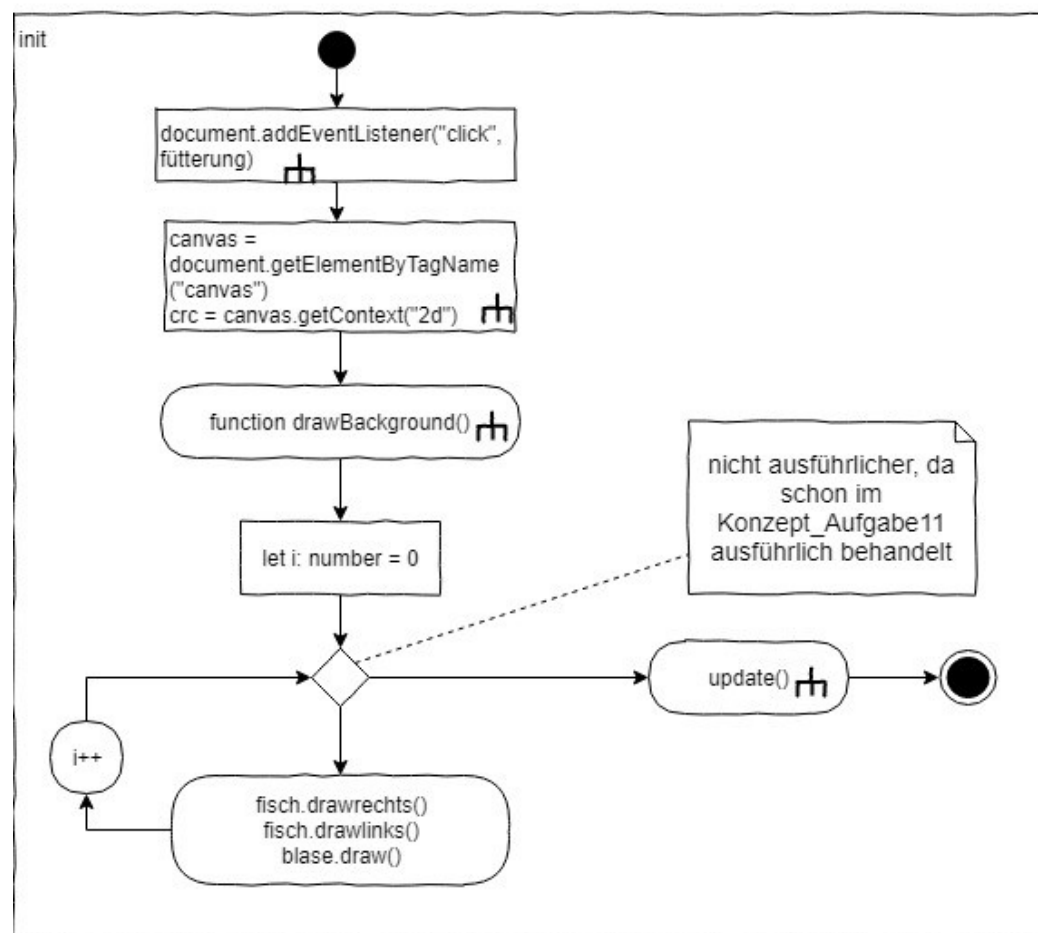 init
document.addEventListener("click",
fütterung)
canvas =
document.getElementByTagName
("canvas")
crc = canvas.getContext("2d")
function drawBackground()
nicht ausführlicher, da
schon im
Konzept_Aufgabe11
ausführlich behandelt
let i: number = 0
update()
i++
fisch.drawrechts()
fisch.drawlinks()
blase.draw()